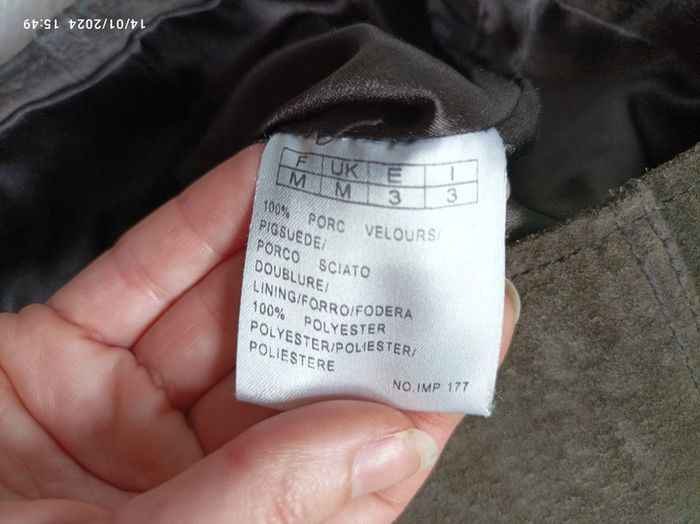 14/01/2024 15:49
F UK E I
M M 3 3
100% PORC VELOURS/
PIGSUEDE/
PORCO SCIATO
DOUBLURE/
LINING/FORRO/FODERA
100% POLYESTER
POLYESTER/POLIESTER/
POLIESTERE
NO.IMP 177